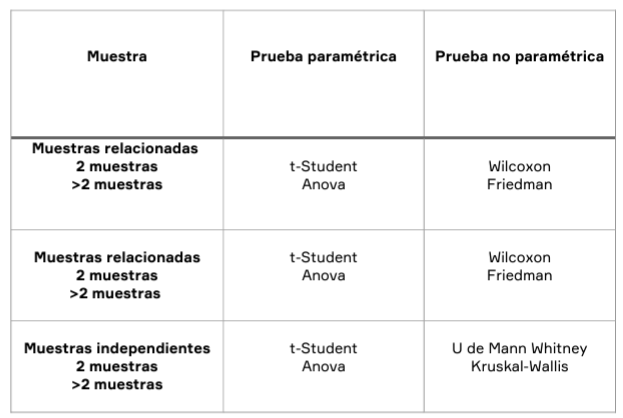 Muestra Prueba paramétrica Prueba no paramétrica
Muestras relacionadas
2 muestras t-Student Wilcoxon
>2 muestras Anova Friedman
Muestras relacionadas t-Student Wilcoxon
2 muestras Anova Friedman
>2 muestras
Muestras independientes t-Student U de Mann Whitney
2 muestras Anova Kruskal-Wallis
>2 muestras